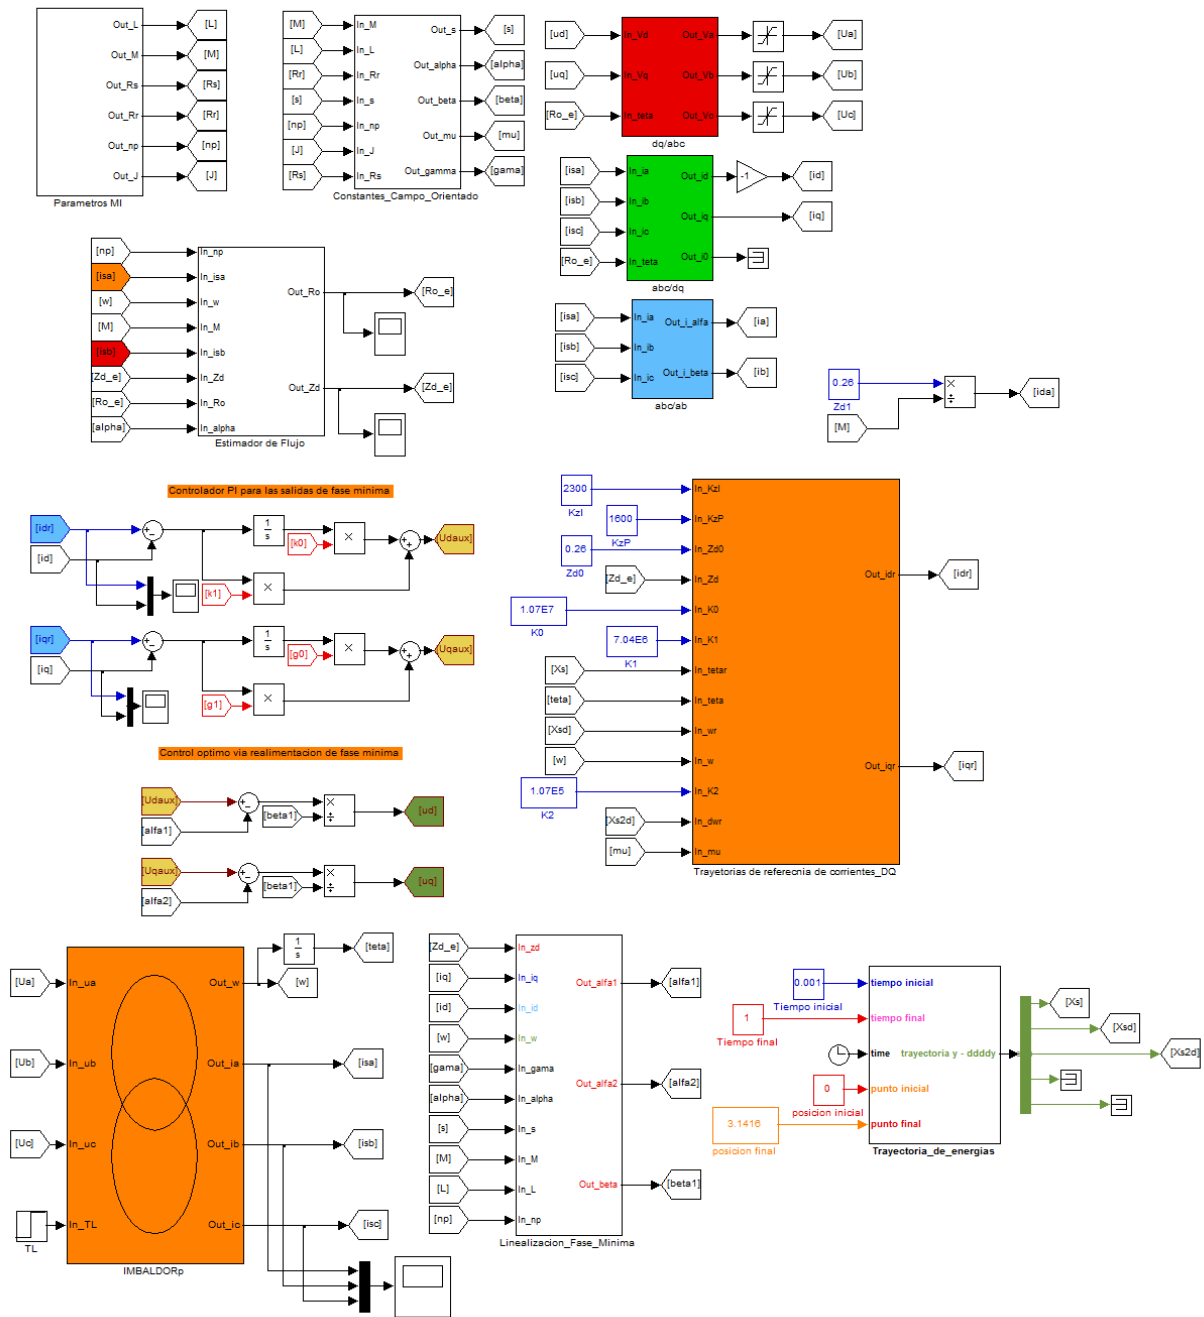 Out_L
[L]
Out_M
[M]
Out_Rs
[Rs]
Out_Rr
[Rr]
Out_np
[np]
Out_J
[J]
Parametros MI
[M]
In_M
[L]
In_L
[Rr]
In_Rr
[s]
In_s
[np]
In_np
[J]
In_J
[Rs]
In_Rs
Out_s
[s]
Out_alpha
[alpha]
Out_beta
[beta]
Out_mu
[mu]
Out_gamma
[gama]
Constantes_Campo_Orientado
[ud]
In_Vd
[uq]
In_Vq
[Ro_e]
In_teta
Out_Va
[Ua]
Out_Vb
[Ub]
Out_Vc
[Uc]
dq/abc
[isa]
In_ia
[isb]
In_ib
[isc]
In_ic
[Ro_e]
In_teta
Out_id
-1
[id]
Out_iq
[iq]
Out_i0
abc/dq
[np]
In_np
[isa]
In_isa
[w]
In_w
[M]
In_M
[isb]
In_isb
[Zd_e]
In_Zd
[Ro_e]
In_Ro
[alpha]
In_alpha
Out_Ro
[Ro_e]
Out_Zd
[Zd_e]
Estimador de Flujo
[isa]
In_ia
[isb]
In_ib
[isc]
In_ic
Out_i_alfa
[ia]
Out_i_beta
[ib]
abc/ab
0.26
Zd1
[M]
×
÷
[ida]
Controlador PI para las salidas de fase minima
[idr]
[id]
+
−
1
s
[k0]
×
[k1]
×
+
+
[Udaux]
[iqr]
[iq]
+
−
1
s
[g0]
×
[g1]
×
+
+
[Uqaux]
Control optimo via realimentacion de fase minima
[Udaux]
[alfa1]
+
−
[beta1]
×
÷
[ud]
[Uqaux]
[alfa2]
+
−
[beta1]
×
÷
[uq]
2300
KzI
In_KzI
1600
KzP
In_KzP
0.26
Zd0
In_Zd0
[Zd_e]
In_Zd
1.07E7
K0
In_K0
7.04E6
K1
In_K1
[Xs]
In_tetar
[teta]
In_teta
[Xsd]
In_wr
[w]
In_w
1.07E5
K2
In_K2
[Xs2d]
In_dwr
[mu]
In_mu
Out_idr
[idr]
Out_iqr
[iqr]
Trayetorias de referecnia de corrientes_DQ
[Ua]
In_ua
[Ub]
In_ub
[Uc]
In_uc
TL
In_TL
Out_w
1
s
[teta]
[w]
Out_ia
[isa]
Out_ib
[isb]
Out_ic
[isc]
IMBALDORp
[Zd_e]
In_zd
[iq]
In_iq
[id]
In_id
[w]
In_w
[gama]
In_gama
[alpha]
In_alpha
[s]
In_s
[M]
In_M
[L]
In_L
[np]
In_np
Out_alfa1
[alfa1]
Out_alfa2
[alfa2]
Out_beta
[beta1]
Linealizacion_Fase_Minima
0.001
Tiempo inicial
tiempo inicial
1
Tiempo final
tiempo final
time
0
posicion inicial
punto inicial
3.1416
posicion final
punto final
trayectoria y - ddddy
[Xs]
[Xsd]
[Xs2d]
Trayectoria_de_energias